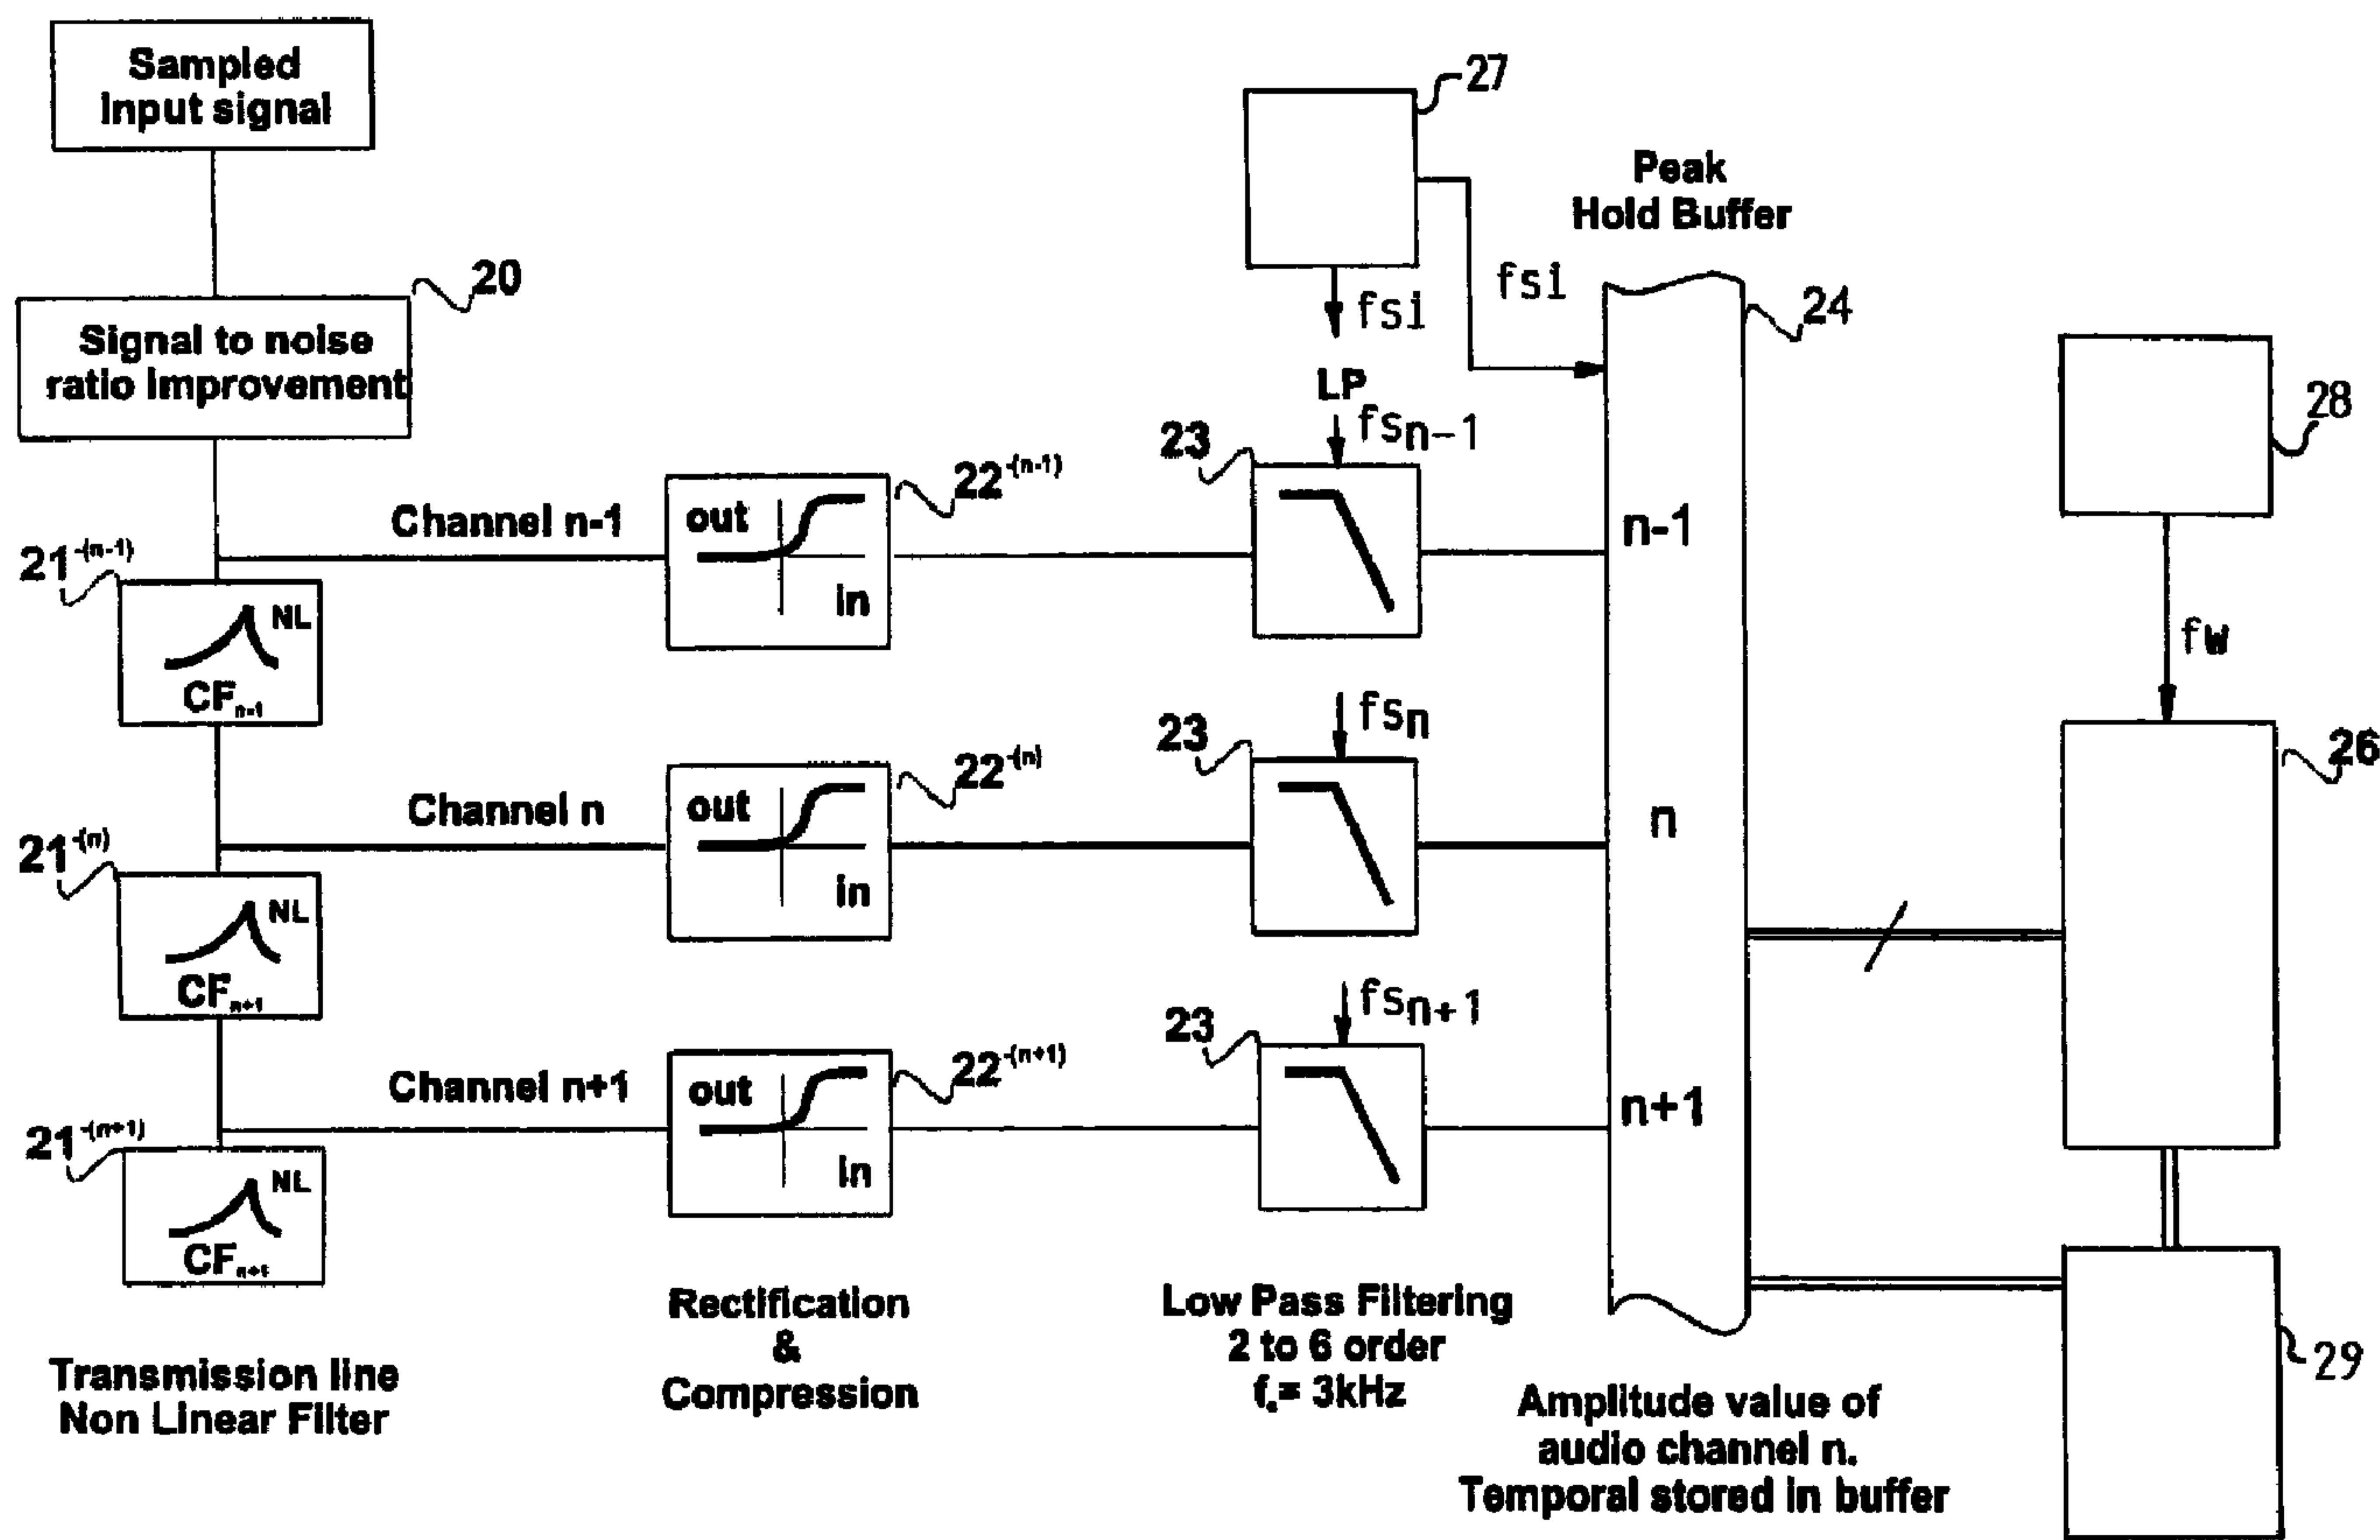 Sampled
Input signal
27
Peak
Hold Buffer
20
fsi
fsi
24
Signal to noise
ratio Improvement
LP
28
fsn-1
23
22-(n-1)
Channel n-1
out
in
n-1
21-(n-1)
NL
CFn-1
fw
fsn
23
22-(n)
26
Channel n
out
in
n
21-(n)
NL
CFn+1
fsn+1
23
22-(n+1)
Channel n+1
out
in
n+1
21-(n+1)
NL
CFn+1
Rectification
&
Compression
Low Pass Filtering
2 to 6 order
= 3kHz
29
Transmission line
Non Linear Filter
Amplitude value of
audio channel n.
Temporal stored in buffer